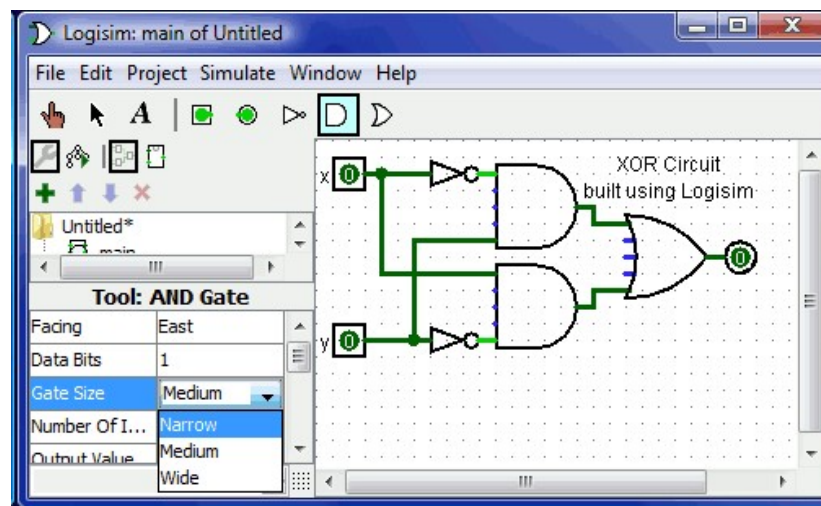 Logisim: main of Untitled
File Edit Project Simulate Window Help
A
Untitled*
main
Tool: AND Gate
Facing East
Data Bits 1
Gate Size Medium
Number Of I... Narrow
Medium
Output Value
Wide
XOR Circuit
built using Logisim
x 0
y 0
0